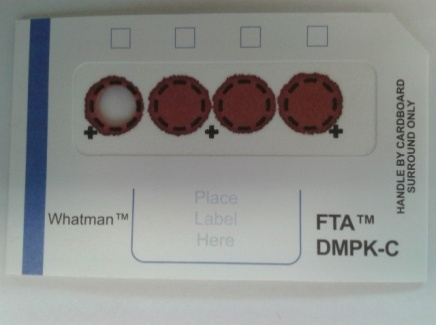 Whatman™
Place
Label
Here
FTA™
DMPK-C
HANDLE BY CARDBOARD
SURROUND ONLY